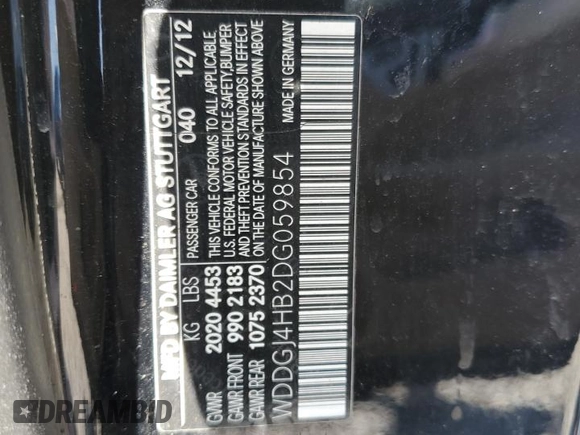 MFD BY DAIMLER AG STUTTGART
KG LBS PASSENGER CAR 040 12/12
GVWR 2020 4453 THIS VEHICLE CONFORMS TO ALL APPLICABLE
GAWR FRONT 990 2183 U.S. FEDERAL MOTOR VEHICLE SAFETY, BUMPER
GAWR REAR 1075 2370 AND THEFT PREVENTION STANDARDS IN EFFECT
ON THE DATE OF MANUFACTURE SHOWN ABOVE
WDDGJ4HB2DG059854 MADE IN GERMANY
DREAMBID